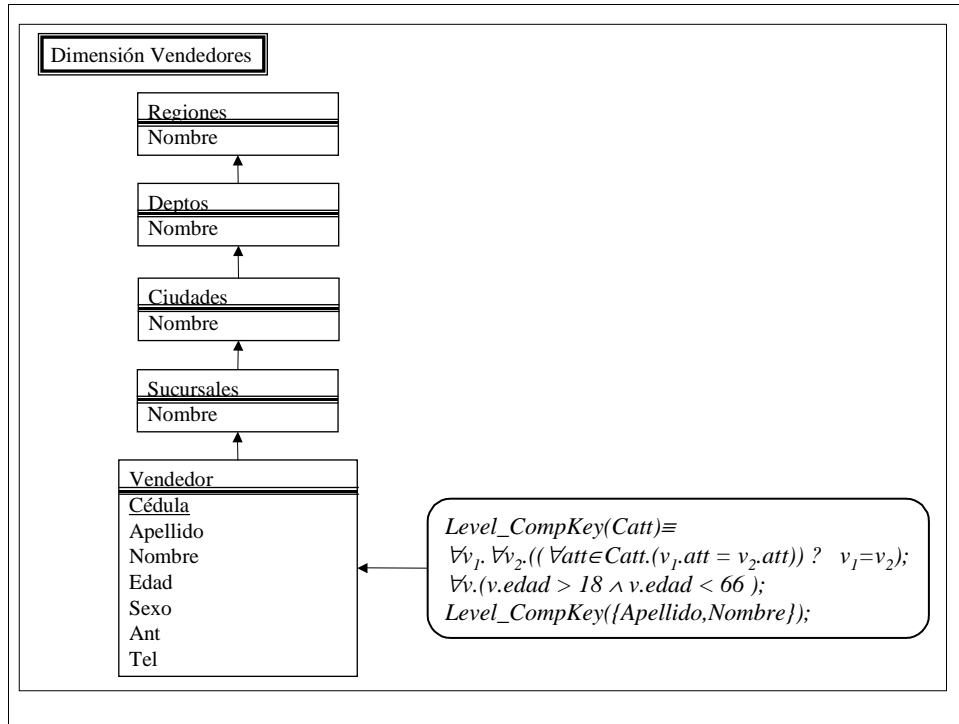 Dimensión Vendedores
Regiones
Nombre
Deptos
Nombre
Ciudades
Nombre
Sucursales
Nombre
Vendedor
Cédula
Apellido
Nombre
Edad
Sexo
Ant
Tel
Level_CompKey(Catt)≡
∀v₁.∀v₂.((∀att∈Catt.(v₁.att = v₂.att)) ? v₁=v₂);
∀v.(v.edad > 18 ∧ v.edad < 66 );
Level_CompKey({Apellido,Nombre});